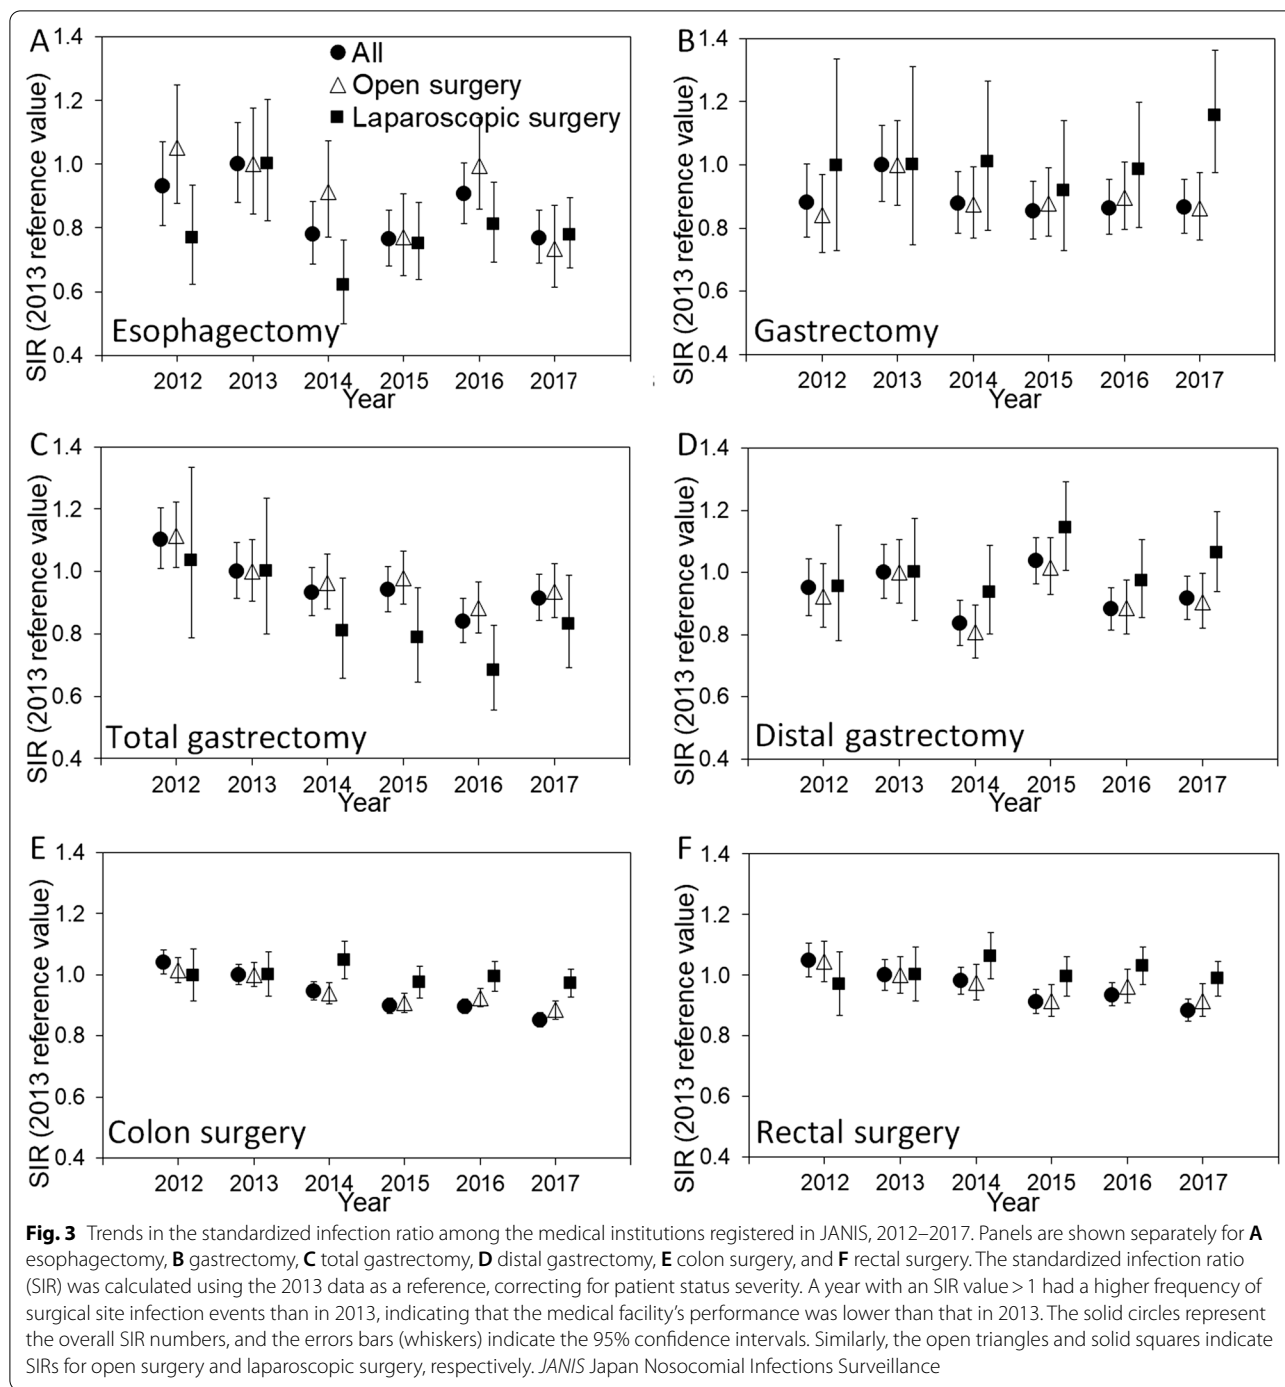 A
1.4
1.2
1.0
0.8
0.6
0.4
SIR (2013 reference value)
All
Open surgery
Laparoscopic surgery
Esophagectomy
2012 2013 2014 2015 2016 2017
Year
B
1.4
1.2
1.0
0.8
0.6
0.4
SIR (2013 reference value)
Gastrectomy
2012 2013 2014 2015 2016 2017
Year
C
1.4
1.2
1.0
0.8
0.6
0.4
SIR (2013 reference value)
Total gastrectomy
2012 2013 2014 2015 2016 2017
Year
D
1.4
1.2
1.0
0.8
0.6
0.4
SIR (2013 reference value)
Distal gastrectomy
2012 2013 2014 2015 2016 2017
Year
E
1.4
1.2
1.0
0.8
0.6
0.4
SIR (2013 reference value)
Colon surgery
2012 2013 2014 2015 2016 2017
Year
F
1.4
1.2
1.0
0.8
0.6
0.4
SIR (2013 reference value)
Rectal surgery
2012 2013 2014 2015 2016 2017
Year
Fig. 3 Trends in the standardized infection ratio among the medical institutions registered in JANIS, 2012–2017. Panels are shown separately for A
esophagectomy, B gastrectomy, C total gastrectomy, D distal gastrectomy, E colon surgery, and F rectal surgery. The standardized infection ratio
(SIR) was calculated using the 2013 data as a reference, correcting for patient status severity. A year with an SIR value > 1 had a higher frequency of
surgical site infection events than in 2013, indicating that the medical facility's performance was lower than that in 2013. The solid circles represent
the overall SIR numbers, and the errors bars (whiskers) indicate the 95% confidence intervals. Similarly, the open triangles and solid squares indicate
SIRs for open surgery and laparoscopic surgery, respectively. JANIS Japan Nosocomial Infections Surveillance